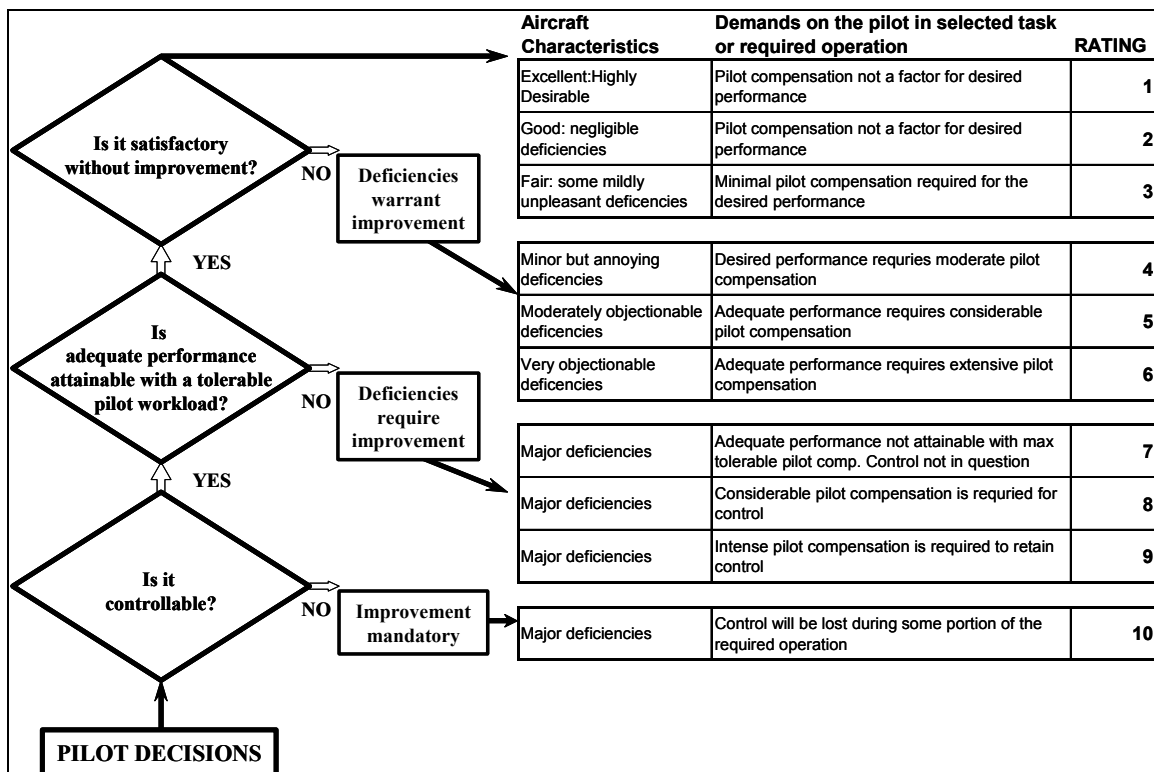 Aircraft
Characteristics
Demands on the pilot in selected task
or required operation
RATING
Excellent:Highly
Desirable
Pilot compensation not a factor for desired
performance
1
Good: negligible
deficiencies
Pilot compensation not a factor for desired
performance
2
Fair: some mildly
unpleasant deficencies
Minimal pilot compensation required for the
desired performance
3
Is it satisfactory
without improvement?
NO
Deficiencies
warrant
improvement
YES
Minor but annoying
deficencies
Desired performance requries moderate pilot
compensation
4
Moderately objectionable
deficencies
Adequate performance requires considerable
pilot compensation
5
Very objectionable
deficencies
Adequate performance requires extensive pilot
compensation
6
Is
adequate performance
attainable with a tolerable
pilot workload?
NO
Deficiencies
require
improvement
YES
Major deficiencies
Adequate performance not attainable with max
tolerable pilot comp. Control not in question
7
Major deficiencies
Considerable pilot compensation is requried for
control
8
Major deficiencies
Intense pilot compensation is required to retain
control
9
Is it
controllable?
NO
Improvement
mandatory
Major deficiencies
Control will be lost during some portion of the
required operation
10
PILOT DECISIONS